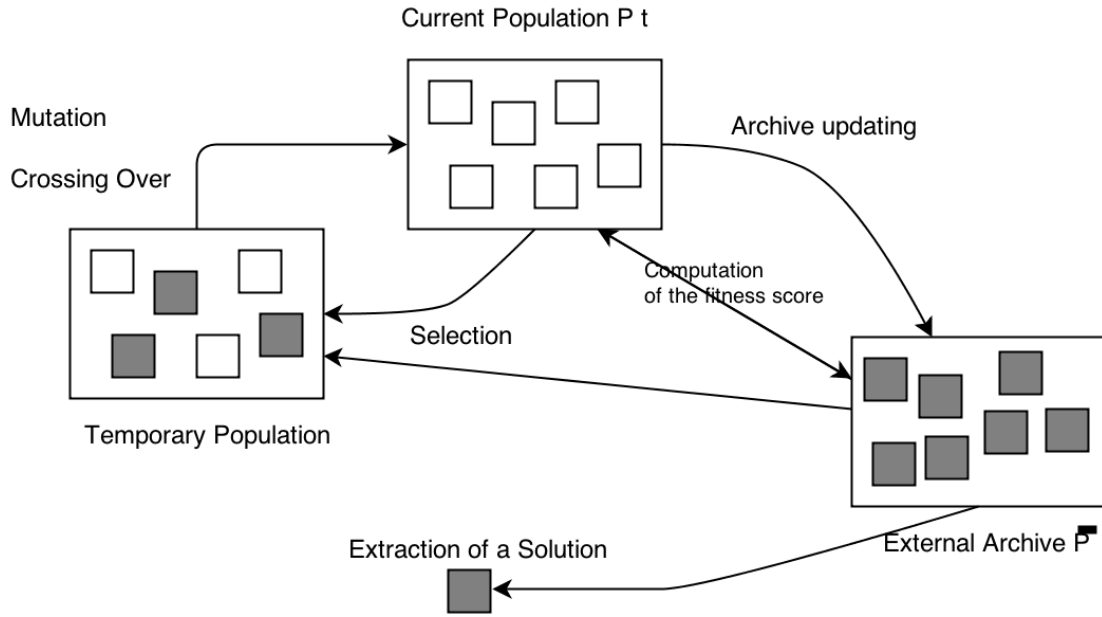 Current Population P t
Mutation
Archive updating
Crossing Over
Computation
of the fitness score
Selection
Temporary Population
External Archive P
Extraction of a Solution